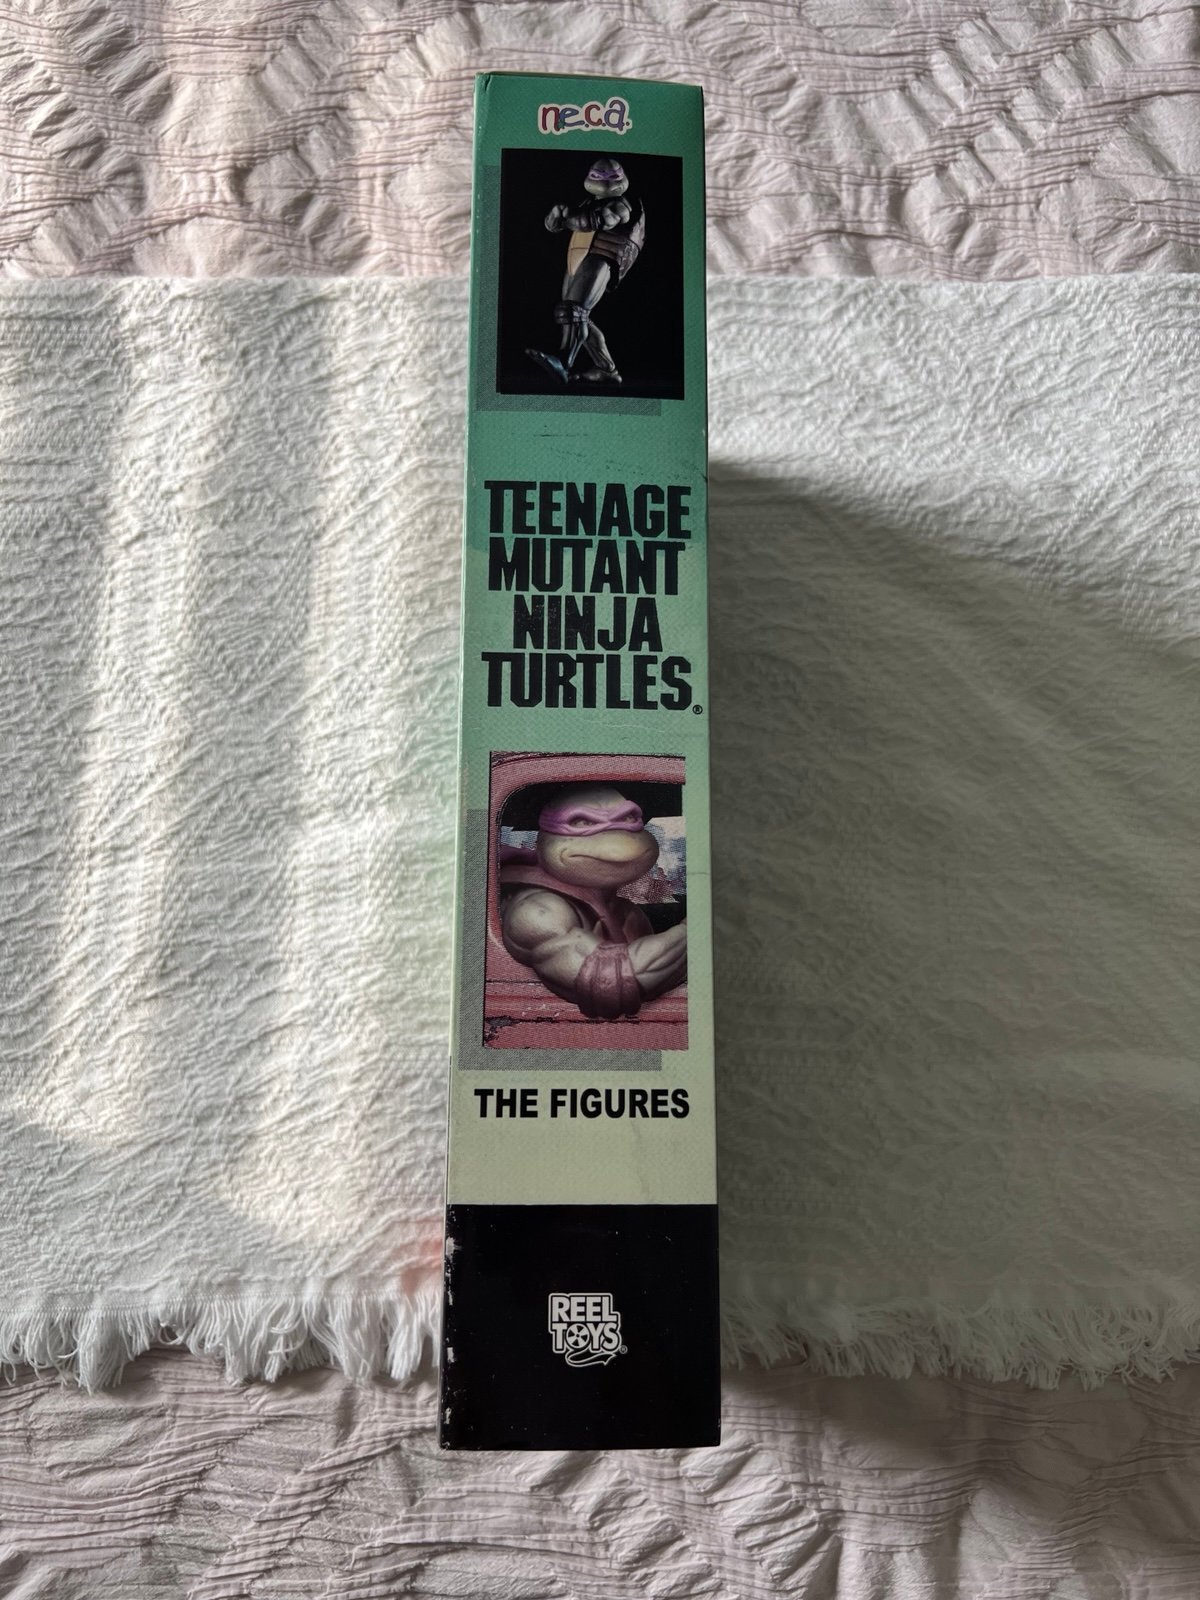 neca
TEENAGE
MUTANT
NINJA
TURTLES®
THE FIGURES
REEL
TOYS®